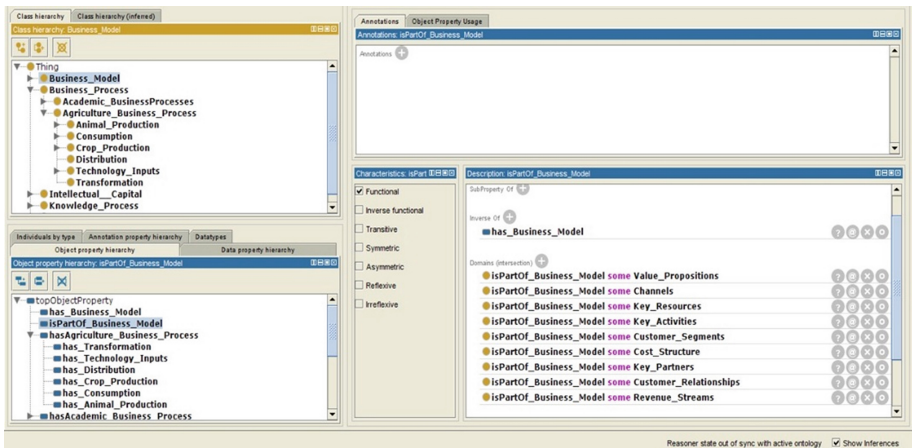 Class hierarchy Class hierarchy (inferred)
Class hierarchy: Business_Model
Thing
Business_Model
Business_Process
Academic_BusinessProcesses
Agriculture_Business_Process
Animal_Production
Consumption
Crop_Production
Distribution
Technology_Inputs
Transformation
Intellectual__Capital
Knowledge_Process
Individuals by type Annotation property hierarchy Datatypes
Object property hierarchy Data property hierarchy
Object property hierarchy: isPartOf_Business_Model
topObjectProperty
has_Business_Model
isPartOf_Business_Model
hasAgriculture_Business_Process
has_Transformation
has_Technology_Inputs
has_Distribution
has_Crop_Production
has_Consumption
has_Animal_Production
hasAcademic_Business_Process
Annotations Object Property Usage
Annotations: isPartOf_Business_Model
Annotations
Characteristics: isPart
Functional
Inverse functional
Transitive
Symmetric
Asymmetric
Reflexive
Irreflexive
Description: isPartOf_Business_Model
SubProperty Of
Inverse Of
has_Business_Model
Domains (intersection)
isPartOf_Business_Model some Value_Propositions
isPartOf_Business_Model some Channels
isPartOf_Business_Model some Key_Resources
isPartOf_Business_Model some Key_Activities
isPartOf_Business_Model some Customer_Segments
isPartOf_Business_Model some Cost_Structure
isPartOf_Business_Model some Key_Partners
isPartOf_Business_Model some Customer_Relationships
isPartOf_Business_Model some Revenue_Streams
Reasoner state out of sync with active ontology Show Inferences